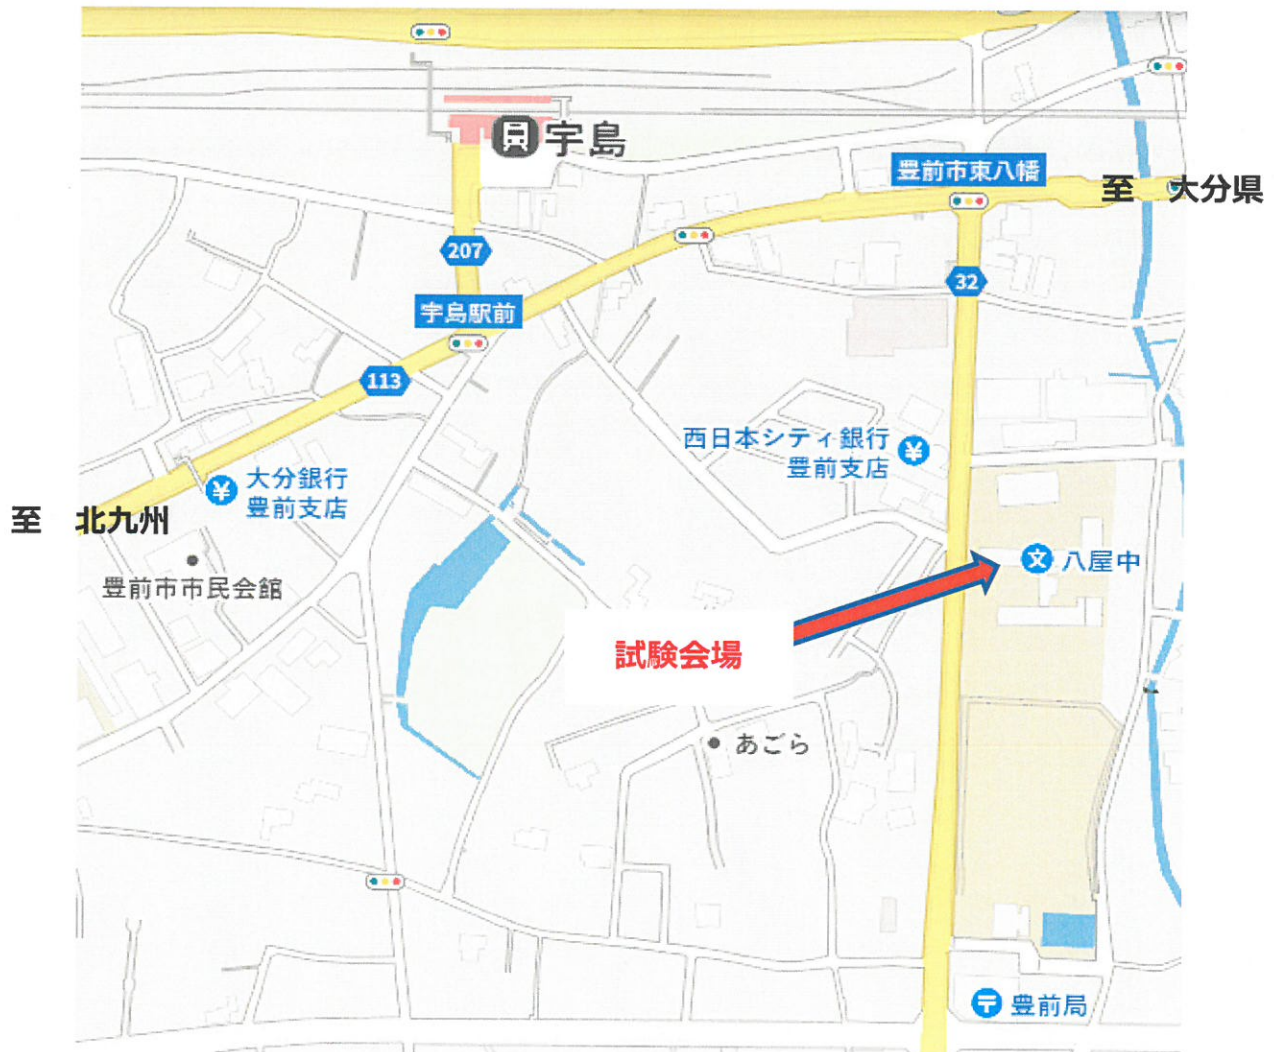 宇島
豊前市東八幡
至 大分県
207
32
宇島駅前
113
西日本シティ銀行
豊前支店
大分銀行
豊前支店
至 北九州
八屋中
豊前市市民会館
試験会場
あごら
豊前局